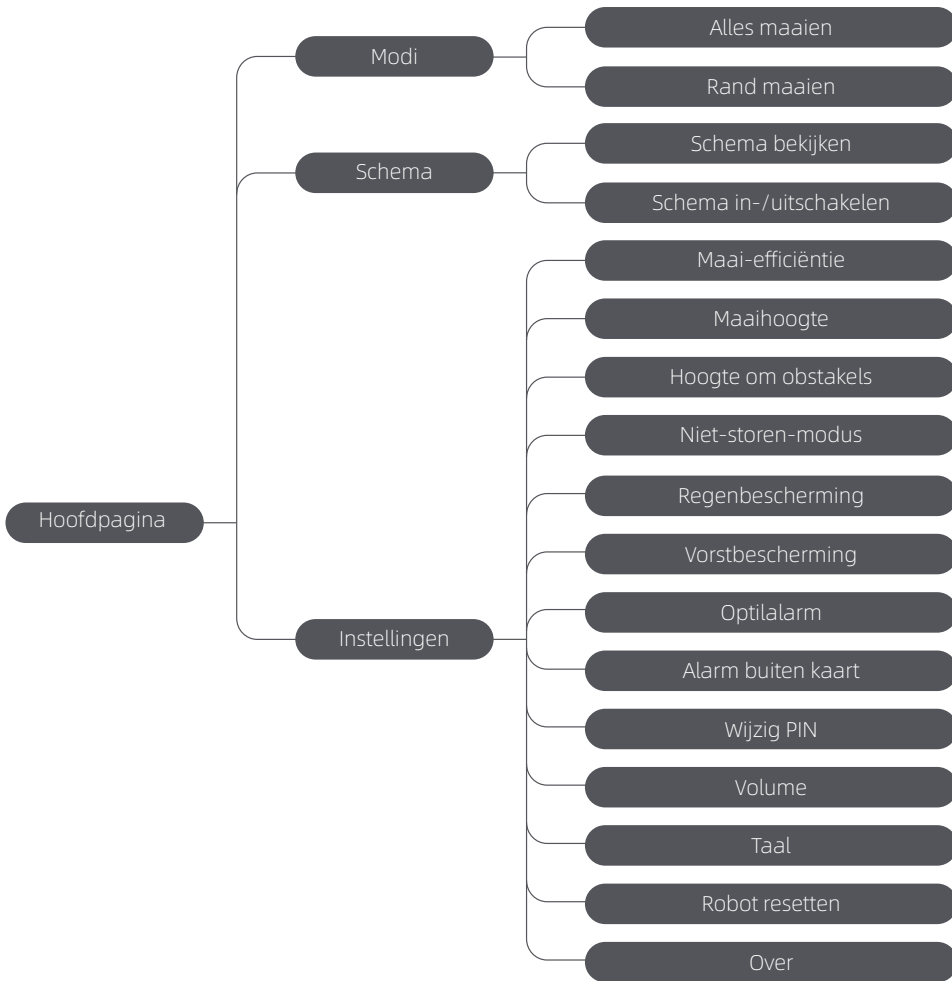 Hoofdpagina
Modi
Alles maaien
Rand maaien
Schema
Schema bekijken
Schema in-/uitschakelen
Instellingen
Maai-efficiëntie
Maaihoogte
Hoogte om obstakels
Niet-storen-modus
Regenbescherming
Vorstbescherming
Optilalarm
Alarm buiten kaart
Wijzig PIN
Volume
Taal
Robot resetten
Over